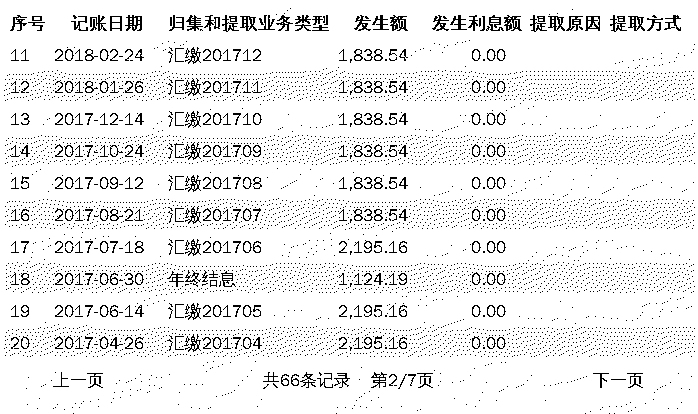 序号 记账日期 归集和提取业务类型 发生额 发生利息额 提取原因 提取方式
11 2018-02-24 汇缴201712 1,838.54 0.00
12 2018-01-26 汇缴201711 1,838.54 0.00
13 2017-12-14 汇缴201710 1,838.54 0.00
14 2017-10-24 汇缴201709 1,838.54 0.00
15 2017-09-12 汇缴201708 1,838.54 0.00
16 2017-08-21 汇缴201707 1,838.54 0.00
17 2017-07-18 汇缴201706 2,195.16 0.00
18 2017-06-30 年终结息 1,124.19 0.00
19 2017-06-14 汇缴201705 2,195.16 0.00
20 2017-04-26 汇缴201704 2,195.16 0.00
上一页 共66条记录 第2/7页 下一页